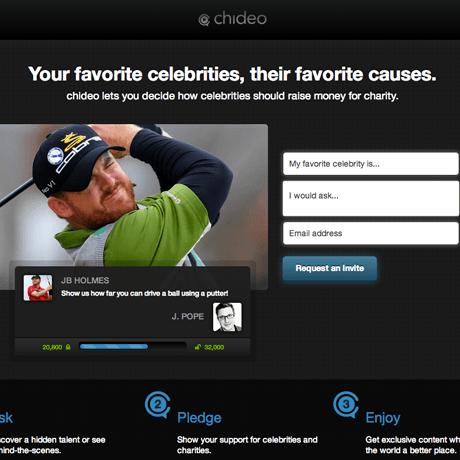 chideo
Your favorite celebrities, their favorite causes.
chideo lets you decide how celebrities should raise money for charity.
cobra
My favorite celebrity is...
I would ask...
Email address
Request an Invite
JB HOLMES
Show us how far you can drive a ball using a putter!
J. POPE
20,800
32,000
sk
2
Pledge
3
Enjoy
scover a hidden talent or see
hind-the-scenes.
Show your support for celebrities and
charities.
Get exclusive content wh
the world a better place.